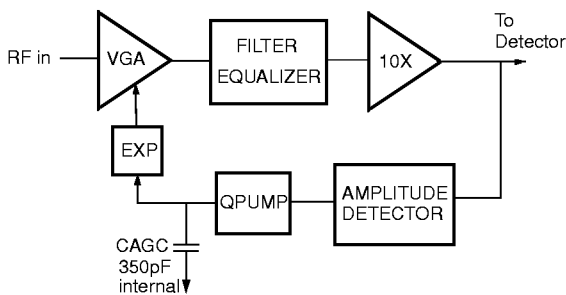 To
Detector
RF in
VGA
FILTER
EQUALIZER
10X
EXP
QPUMP
AMPLITUDE
DETECTOR
CAGC
350pF
internal